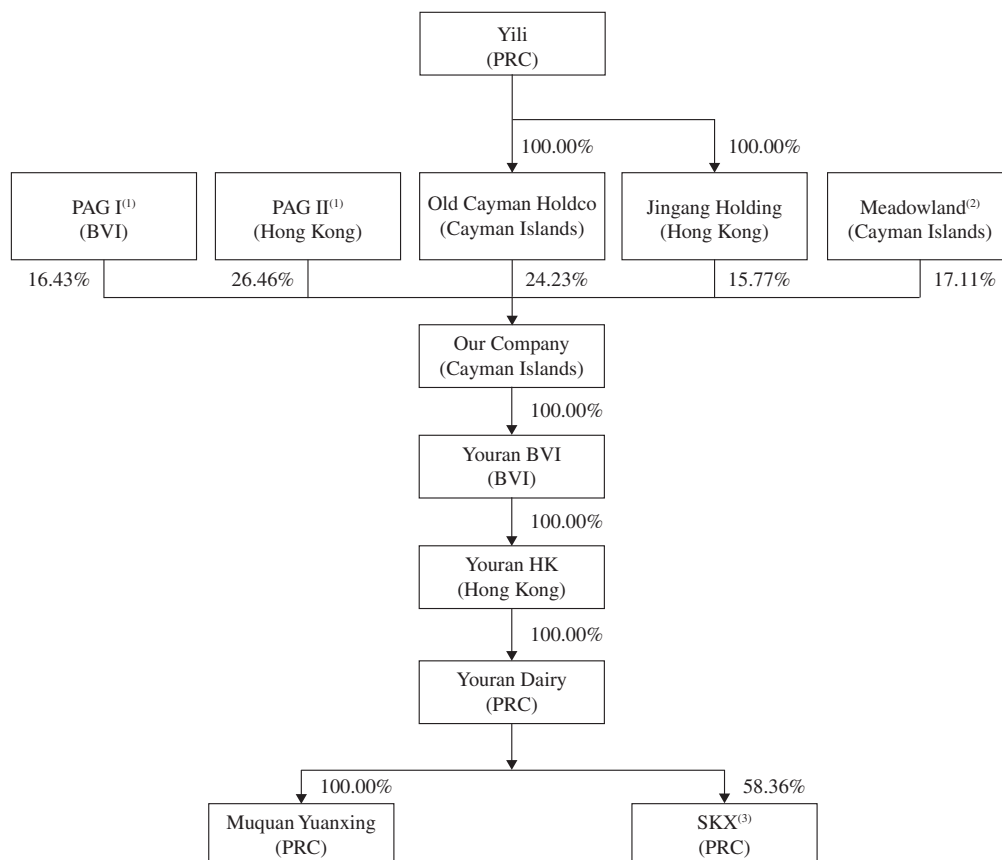 Yili
(PRC)
100.00%
100.00%
PAG I(1)
(BVI)
PAG II(1)
(Hong Kong)
Old Cayman Holdco
(Cayman Islands)
Jingang Holding
(Hong Kong)
Meadowland(2)
(Cayman Islands)
16.43%
26.46%
24.23%
15.77%
17.11%
Our Company
(Cayman Islands)
100.00%
Youran BVI
(BVI)
100.00%
Youran HK
(Hong Kong)
100.00%
Youran Dairy
(PRC)
100.00%
58.36%
Muquan Yuanxing
(PRC)
SKX(3)
(PRC)